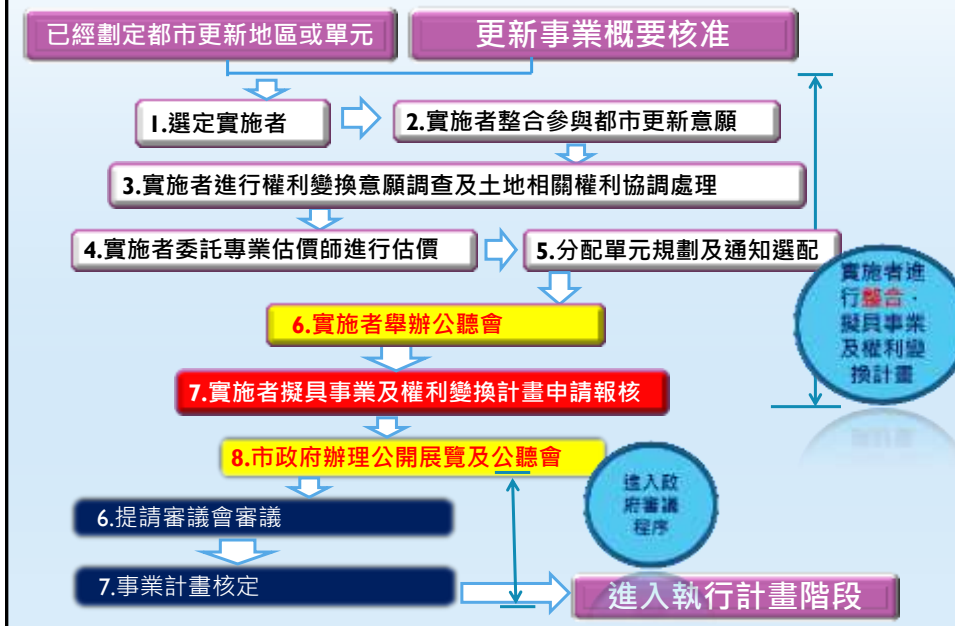 已經劃定都市更新地區或單元
更新事業概要核准
1.選定實施者
2.實施者整合參與都市更新意願
3.實施者進行權利變換意願調查及土地相關權利協調處理
4.實施者委託專業估價師進行估價
5.分配單元規劃及通知選配
實施者進
行整合、
擬具事業
及權利變
換計畫
6.實施者舉辦公聽會
7.實施者擬具事業及權利變換計畫申請報核
8.市政府辦理公開展覽及公聽會
進入政
府審議
程序
6.提請審議會審議
7.事業計畫核定
進入執行計畫階段